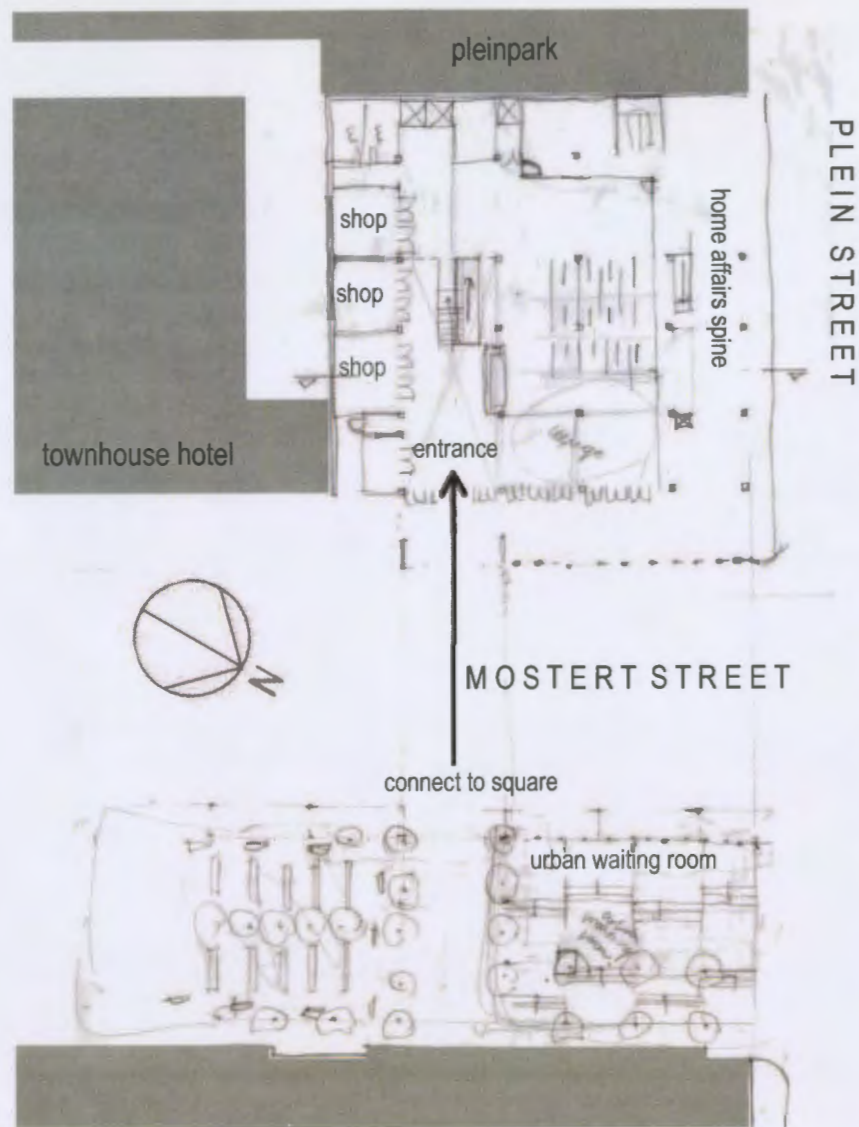 pleinpark
PLEIN STREET
home affairs spine
shop
shop
shop
townhouse hotel
entrance
N
MOSTERT STREET
connect to square
urban waiting room